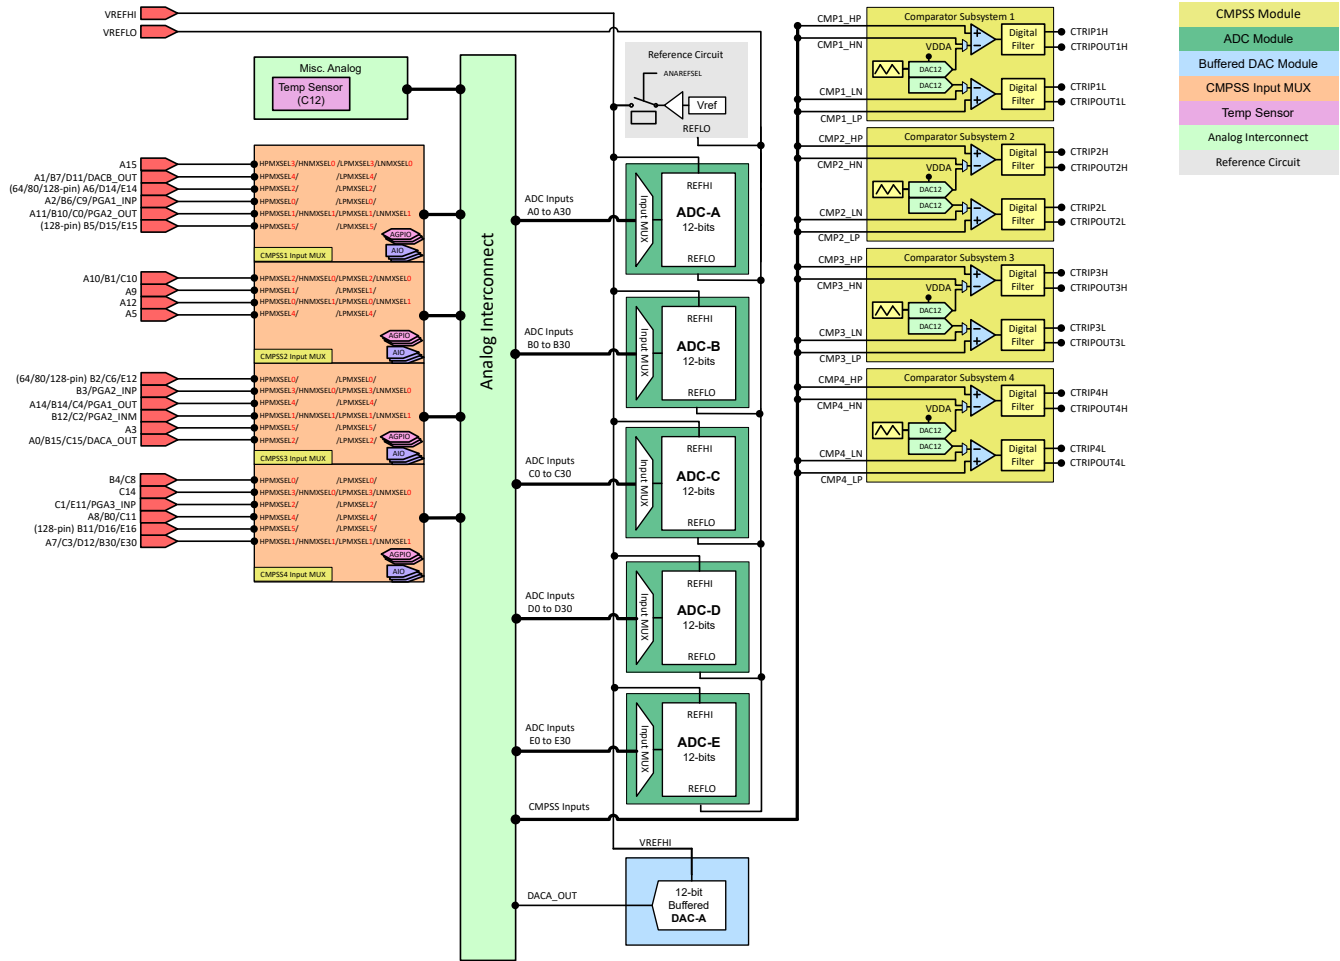 VREFHI
VREFLO
Misc. Analog
Temp Sensor
(C12)
A15
A1/B7/D11/DACB_OUT
(64/80/128-pin) A6/D14/E14
A2/B6/C9/PGA1_INP
A11/B10/C0/PGA2_OUT
(128-pin) B5/D15/E15
HPMXSEL3/HNMXSEL0 /LPMXSEL3/LNMXSEL0
HPMXSEL4/ /LPMXSEL4/
HPMXSEL2/ /LPMXSEL2/
HPMXSEL0/ /LPMXSEL0/
HPMXSEL1/HNMXSEL1/LPMXSEL1/LNMXSEL1
HPMXSEL5/ /LPMXSEL5/
AGPIO
AIO
CMPSS1 Input MUX
A10/B1/C10
A9
A12
A5
HPMXSEL2/HNMXSEL0/LPMXSEL2/LNMXSEL1
HPMXSEL1/ /LPMXSEL1/
HPMXSEL0/HNMXSEL1/LPMXSEL0/LNMXSEL1
HPMXSEL4/ /LPMXSEL4/
AGPIO
AIO
CMPSS2 Input MUX
(64/80/128-pin) B2/C6/E12
B3/PGA2_INP
A14/B14/C4/PGA1_OUT
B12/C2/PGA2_INM
A3
A0/B15/C15/DACA_OUT
HPMXSEL0/ /LPMXSEL0/
HPMXSEL3/HNMXSEL0/LPMXSEL3/LNMXSEL0
HPMXSEL4/ /LPMXSEL4/
HPMXSEL1/HNMXSEL1/LPMXSEL1/LNMXSEL1
HPMXSEL5/ /LPMXSEL5/
HPMXSEL2/ /LPMXSEL2/
AGPIO
AIO
CMPSS3 Input MUX
B4/C8
C14
C1/E11/PGA3_INP
A8/B0/C11
(128-pin) B11/D16/E16
A7/C3/D12/B30/E30
HPMXSEL0/ /LPMXSEL0/
HPMXSEL3/HNMXSEL0/LPMXSEL3/LNMXSEL0
HPMXSEL2/ /LPMXSEL2/
HPMXSEL4/ /LPMXSEL4/
HPMXSEL5/ /LPMXSEL5/
HPMXSEL1/HNMXSEL1/LPMXSEL1/LNMXSEL1
AGPIO
AIO
CMPSS4 Input MUX
Analog Interconnect
Reference Circuit
ANAREFSEL
Vref
REFLO
ADC Inputs
A0 to A30
Input MUX
REFHI
ADC-A
12-bits
REFLO
ADC Inputs
B0 to B30
Input MUX
REFHI
ADC-B
12-bits
REFLO
ADC Inputs
C0 to C30
Input MUX
REFHI
ADC-C
12-bits
REFLO
ADC Inputs
D0 to D30
Input MUX
REFHI
ADC-D
12-bits
REFLO
ADC Inputs
E0 to E30
Input MUX
REFHI
ADC-E
12-bits
REFLO
CMPSS Inputs
VREFHI
DACA_OUT
12-bit
Buffered
DAC-A
CMP1_HP
CMP1_HN
CMP1_LN
CMP1_LP
Comparator Subsystem 1
VDDA
DAC12
DAC12
Digital
Filter
Digital
Filter
CTRIP1H
CTRIPOUT1H
CTRIP1L
CTRIPOUT1L
CMP2_HP
CMP2_HN
CMP2_LN
CMP2_LP
Comparator Subsystem 2
VDDA
DAC12
DAC12
Digital
Filter
Digital
Filter
CTRIP2H
CTRIPOUT2H
CTRIP2L
CTRIPOUT2L
CMP3_HP
CMP3_HN
CMP3_LN
CMP3_LP
Comparator Subsystem 3
VDDA
DAC12
DAC12
Digital
Filter
Digital
Filter
CTRIP3H
CTRIPOUT3H
CTRIP3L
CTRIPOUT3L
CMP4_HP
CMP4_HN
CMP4_LN
CMP4_LP
Comparator Subsystem 4
VDDA
DAC12
DAC12
Digital
Filter
Digital
Filter
CTRIP4H
CTRIPOUT4H
CTRIP4L
CTRIPOUT4L
CMPSS Module
ADC Module
Buffered DAC Module
CMPSS Input MUX
Temp Sensor
Analog Interconnect
Reference Circuit